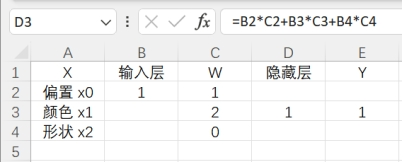 D3 fx =B2*C2+B3*C3+B4*C4
A B C D E
1 X 输入层 W 隐藏层 Y
2 偏置 x0 1 1
3 颜色 x1 2 1 1
4 形状 x2 0
5